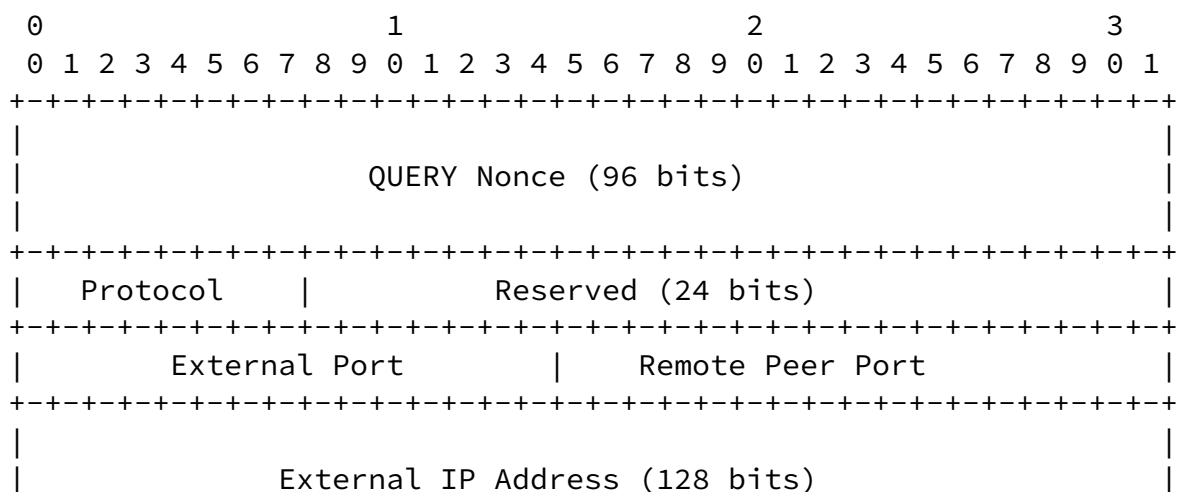 0                   1                   2                   3
 0 1 2 3 4 5 6 7 8 9 0 1 2 3 4 5 6 7 8 9 0 1 2 3 4 5 6 7 8 9 0 1
+-+-+-+-+-+-+-+-+-+-+-+-+-+-+-+-+-+-+-+-+-+-+-+-+-+-+-+-+-+-+-+-+
|                                                               |
|                   QUERY Nonce (96 bits)                       |
|                                                               |
+-+-+-+-+-+-+-+-+-+-+-+-+-+-+-+-+-+-+-+-+-+-+-+-+-+-+-+-+-+-+-+-+
|   Protocol    |          Reserved (24 bits)                   |
+-+-+-+-+-+-+-+-+-+-+-+-+-+-+-+-+-+-+-+-+-+-+-+-+-+-+-+-+-+-+-+-+
|        External Port        |    Remote Peer Port             |
+-+-+-+-+-+-+-+-+-+-+-+-+-+-+-+-+-+-+-+-+-+-+-+-+-+-+-+-+-+-+-+-+
|                                                               |
|              External IP Address (128 bits)                   |